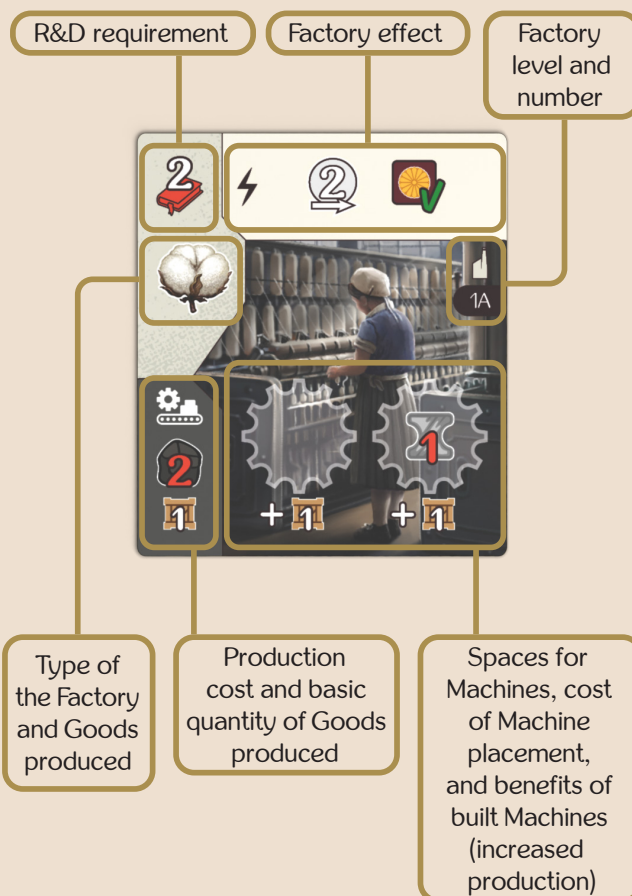 R&D requirement
Factory effect
Factory
level and
number
2
2
1A
2
1
1
+ 1
+ 1
Type of
the Factory
and Goods
produced
Production
cost and basic
quantity of Goods
produced
Spaces for
Machines, cost
of Machine
placement,
and benefits of
built Machines
(increased
production)